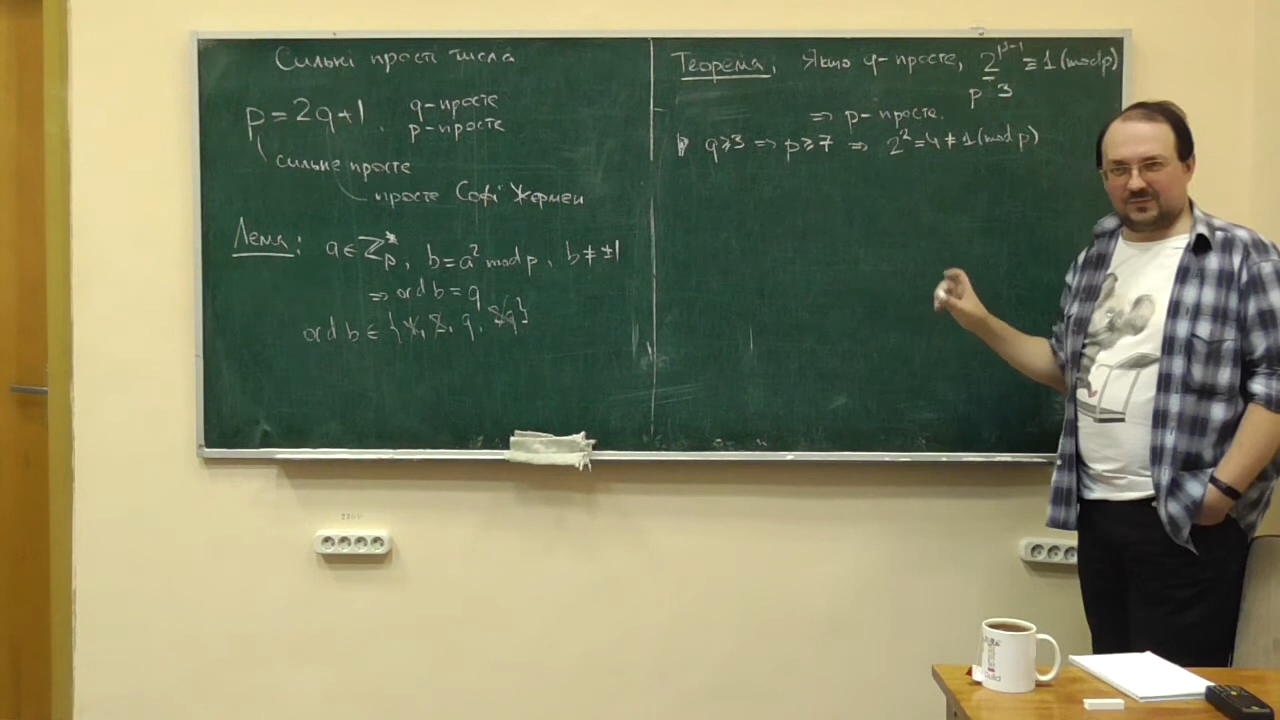 Сильні прості числа
p = 2q+1, q - просте
p - просте
сильне просте
просте Софі Жермен
Лема: a ∈ ℤ*ₚ, b = a² mod p, b ≠ ±1
⇒ ord b = q
ord b ∈ {1, 2, q, 2q}
Теорема: Якщо q - просте, 2^(p-1) ≡ 1 (mod p)
⇒ p - просте.
q ⩾ 3 ⇒ p ⩾ 7 ⇒ 2² = 4 ≠ 1 (mod p)